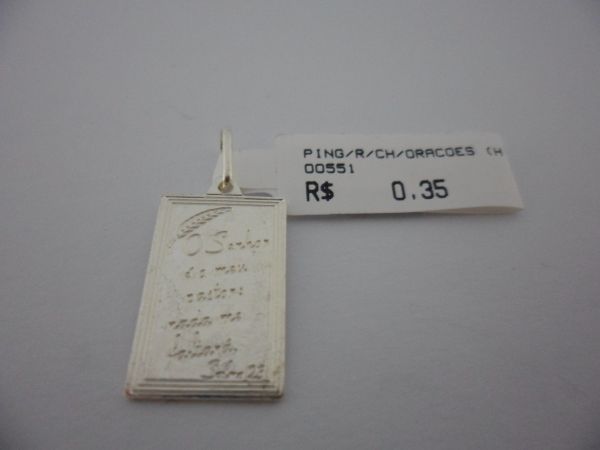 PING/R/CH/ORACOES (H
00551
R$ 0.35
O Senhor
é o meu
pastor:
nada me
faltará.
Salmo 23